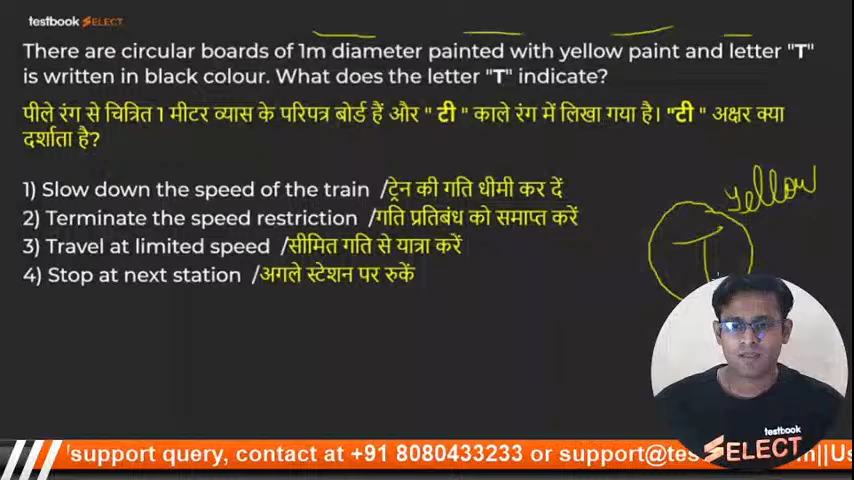 testbook SELECT
There are circular boards of 1m diameter painted with yellow paint and letter "T"
is written in black colour. What does the letter "T" indicate?
पीले रंग से चित्रित 1 मीटर व्यास के परिपत्र बोर्ड हैं और " टी " काले रंग में लिखा गया है। "टी " अक्षर क्या
दर्शाता है?
1) Slow down the speed of the train /ट्रेन की गति धीमी कर दें
2) Terminate the speed restriction /गति प्रतिबंध को समाप्त करें
3) Travel at limited speed /सीमित गति से यात्रा करें
4) Stop at next station /अगले स्टेशन पर रुकें
Yellow
T
testbook
SELECT
'support query, contact at +91 8080433233 or support@tes m||Us